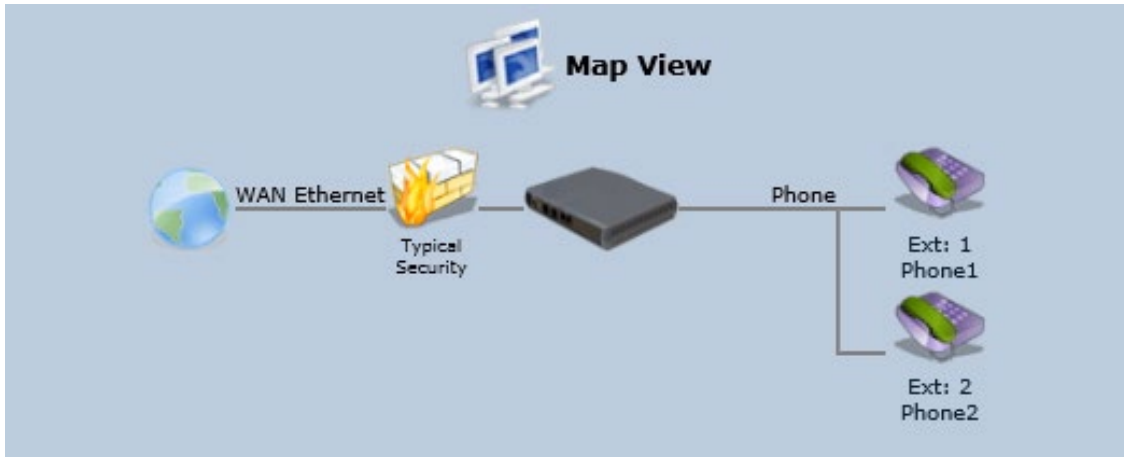 Map View
WAN Ethernet
Typical
Security
Phone
Ext: 1
Phone1
Ext: 2
Phone2